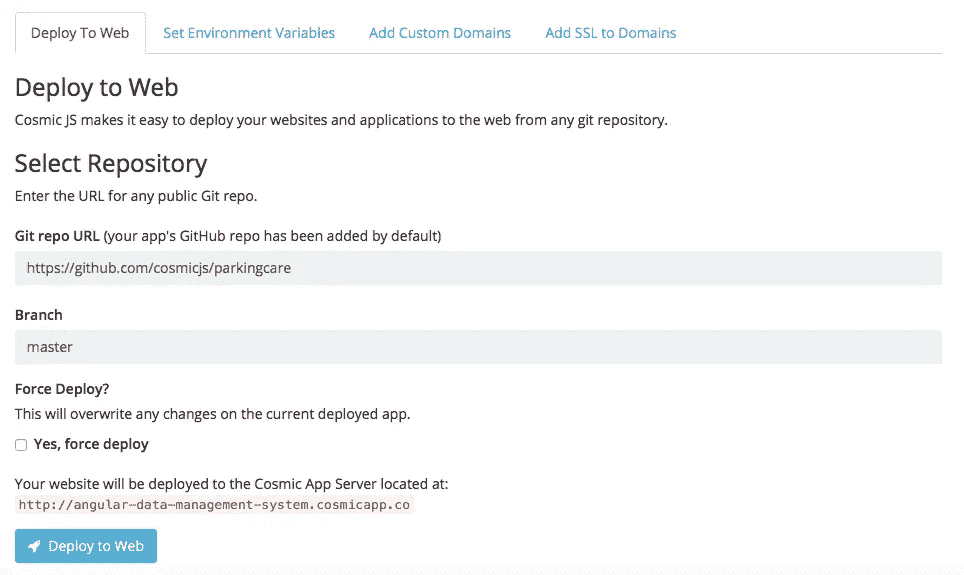 Deploy To Web
Set Environment Variables
Add Custom Domains
Add SSL to Domains
Deploy to Web
Cosmic JS makes it easy to deploy your websites and applications to the web from any git repository.
Select Repository
Enter the URL for any public Git repo.
Git repo URL (your app's GitHub repo has been added by default)
https://github.com/cosmicjs/parkingcare
Branch
master
Force Deploy?
This will overwrite any changes on the current deployed app.
Yes, force deploy
Your website will be deployed to the Cosmic App Server located at:
http://angular-data-management-system.cosmicapp.co
Deploy to Web